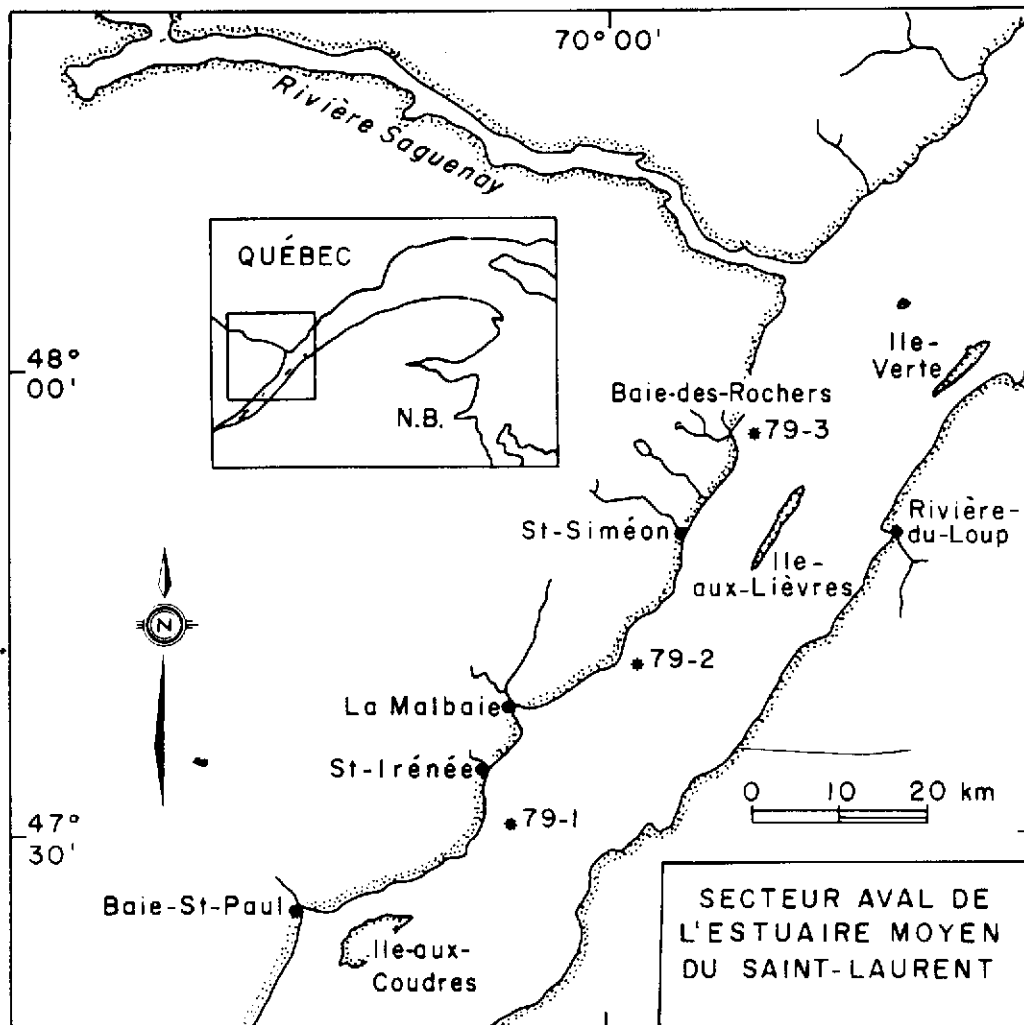 70°00'
Rivière Saguenay
QUÉBEC
N.B.
48°
00'
Ile-
Verte
Baie-des-Rochers
*79-3
St-Siméon
Rivière-
du-Loup
Ile-
aux-Lièvres
N
*79-2
La Malbaie
St-Irénée
0 10 20 km
*79-1
47°
30'
Baie-St-Paul
Ile-aux-
Coudres
SECTEUR AVAL DE
L'ESTUAIRE MOYEN
DU SAINT-LAURENT